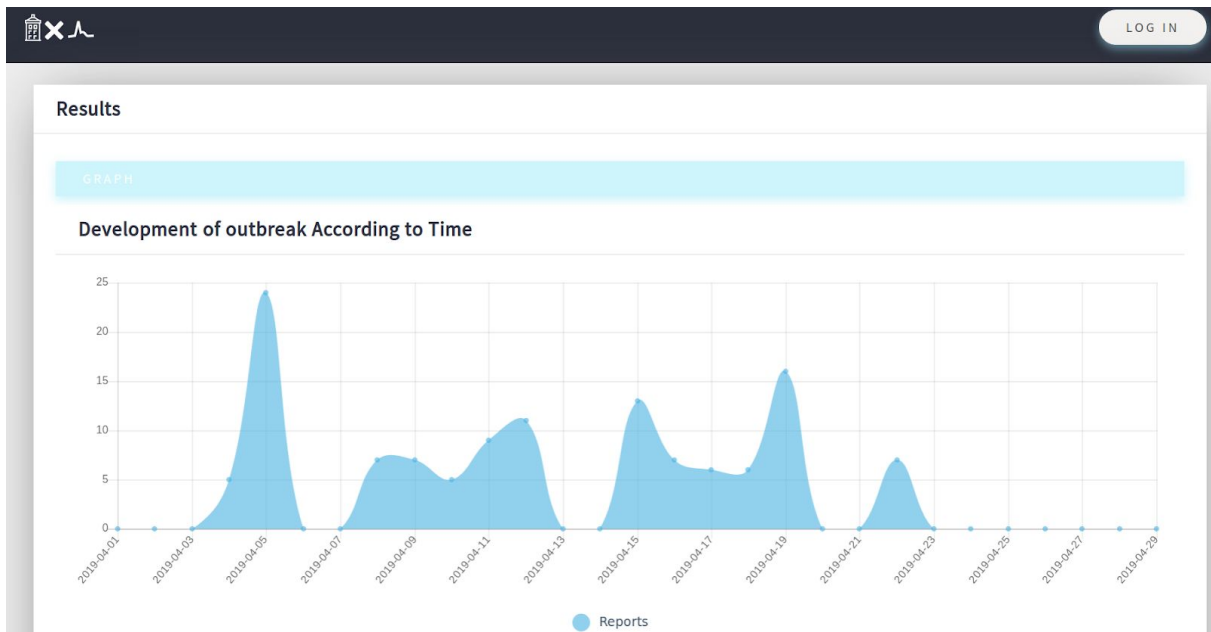 LOG IN
Results
GRAPH
Development of outbreak According to Time
25
20
15
10
5
0
2019-04-01 2019-04-03 2019-04-05 2019-04-07 2019-04-09 2019-04-11 2019-04-13 2019-04-15 2019-04-17 2019-04-19 2019-04-21 2019-04-23 2019-04-25 2019-04-27 2019-04-29
Reports